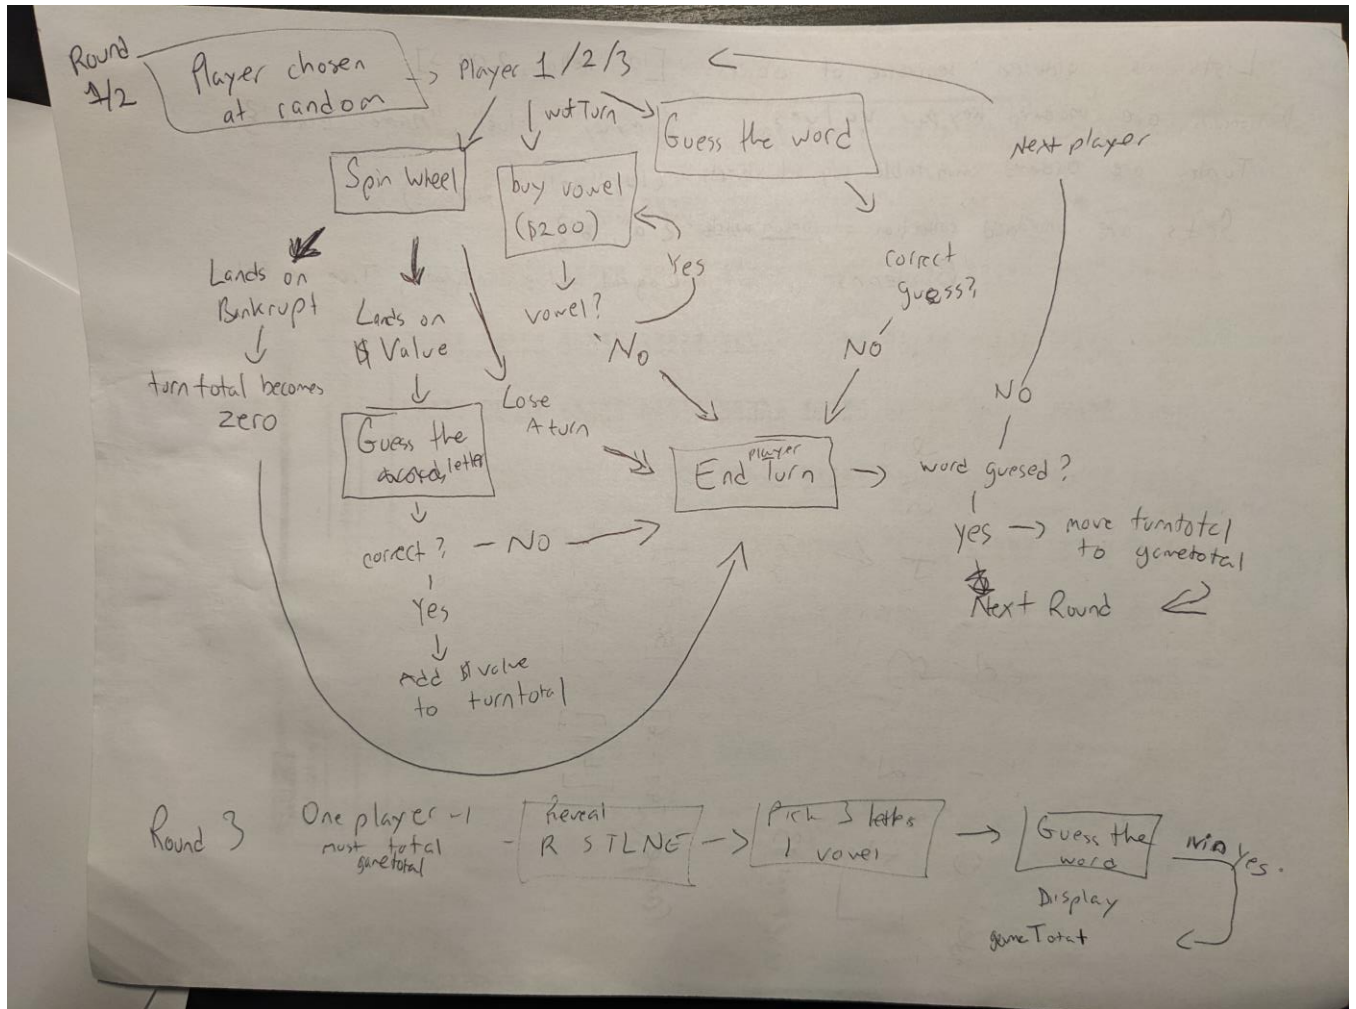 Round
1/2
Player chosen
at random
Player 1/2/3
Next player
Guess the word
Spin wheel
buy vowel
($200)
Yes
vowel?
No
correct
guess?
NO
Lands on
Bankrupt
turn total becomes
zero
Lands on
$ Value
Guess the
letter
correct? - NO
Yes
Add $ value
to turntotal
Lose
A turn
player
End Turn
word guesed?
NO
yes
move turntotal
to gametotal
Next Round
Round 3
One player -1
must total
gametotal
Reveal
R STLNE
Pick 3 letters
1 vowel
Guess the
word
win Yes.
Display
gameTotal